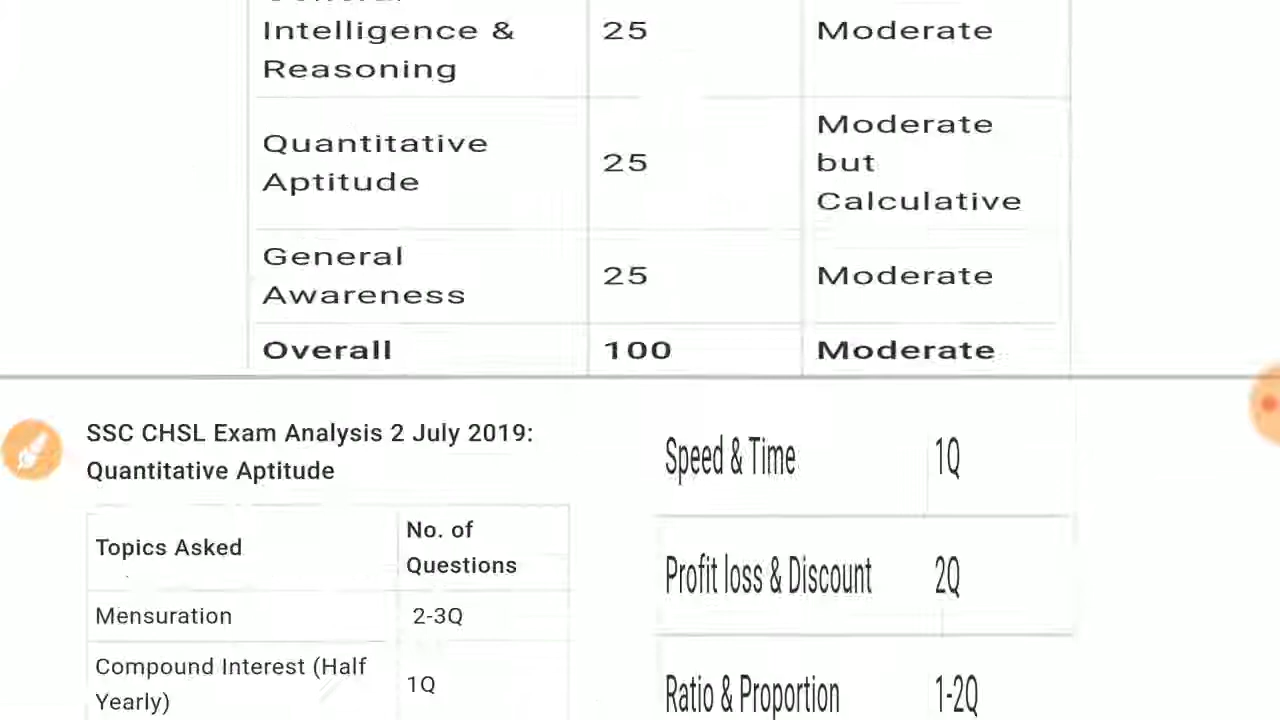 Intelligence & 25 Moderate
Reasoning
Moderate
Quantitative 25 but
Aptitude Calculative
General 25 Moderate
Awareness
Overall 100 Moderate
SSC CHSL Exam Analysis 2 July 2019:
Quantitative Aptitude
Topics Asked No. of
Questions
Mensuration 2-3Q
Compound Interest (Half 1Q
Yearly)
Speed & Time 1Q
Profit loss & Discount 2Q
Ratio & Proportion 1-2Q